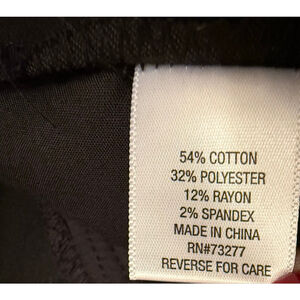 54% COTTON
32% POLYESTER
12% RAYON
2% SPANDEX
MADE IN CHINA
RN#73277
REVERSE FOR CARE